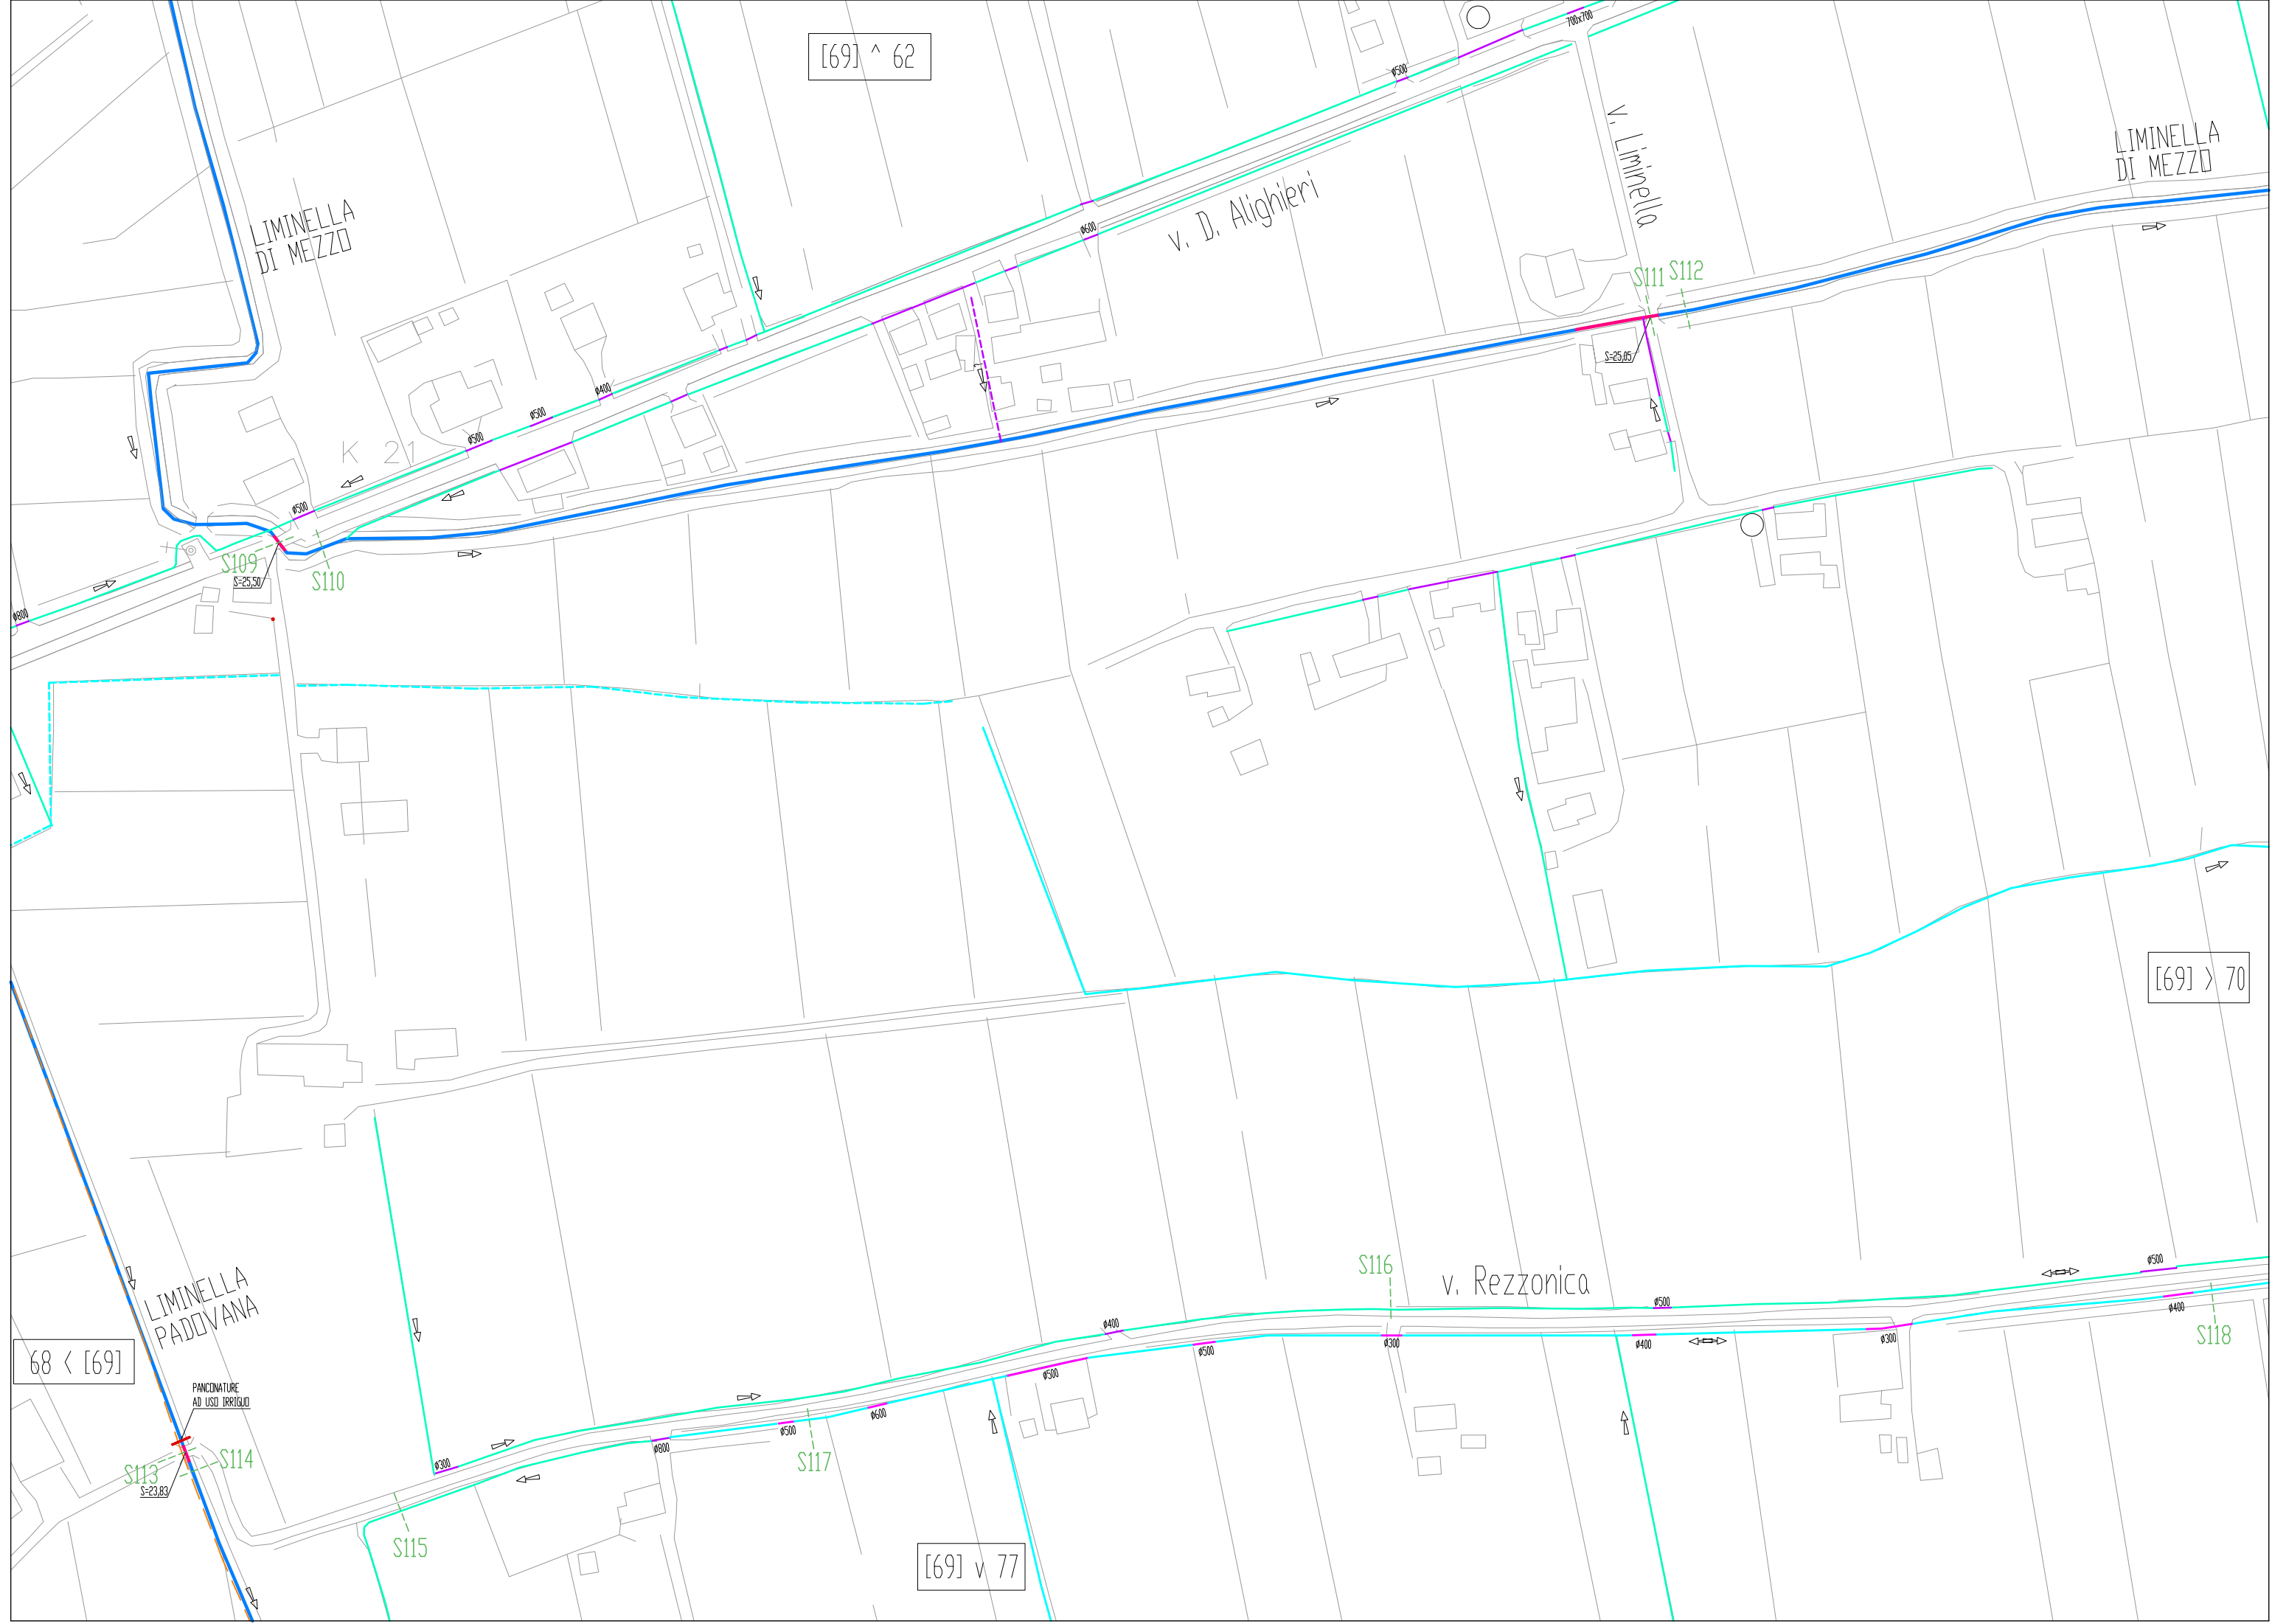 700x700
[69] ^ 62
ø500
v. Liminella
LIMINELLA
DI MEZZO
LIMINELLA
DI MEZZO
v. D. Alighieri
ø600
S111
S112
S=25,05
ø400
ø500
ø500
K 21
ø500
S109
S=25,50
S110
ø800
[69] > 70
LIMINELLA
PADOVANA
S116
v. Rezzonica
ø500
ø500
ø400
ø400
ø300
ø400
ø300
S118
68 < [69]
ø500
ø500
PANCONATURE
AD USO IRRIGUO
ø600
ø500
ø800
S117
ø300
S113
S114
S=23,83
S115
[69] v 77